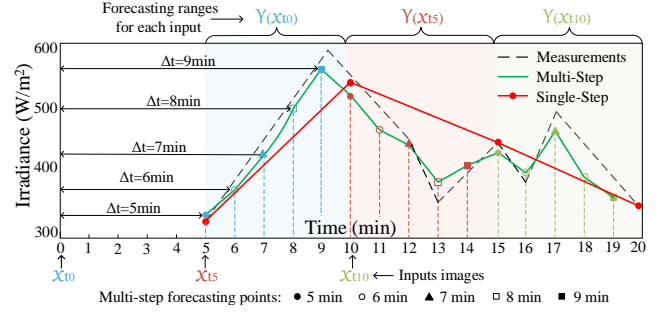 Forecasting ranges for each input
Y(x_t0) Y(x_t5) Y(x_t10)
600
Δt=9min
Measurements
Multi-Step
Single-Step
Δt=8min
500
Δt=7min
400
Δt=6min
Δt=5min
300
Irradiance (W/m²)
Time (min)
0 1 2 3 4 5 6 7 8 9 10 11 12 13 14 15 16 17 18 19 20
x_t0 x_t5 x_t10 Inputs images
Multi-step forecasting points: 5 min 6 min 7 min 8 min 9 min